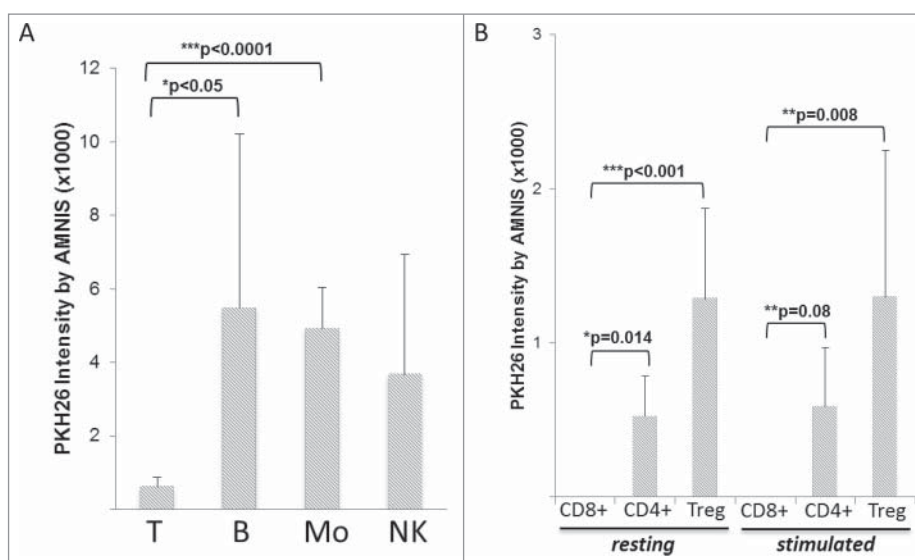 A
***p<0.0001
*p<0.05
PKH26 Intensity by AMNIS (x1000)
12
10
8
6
4
2
T B Mo NK
B
**p=0.008
***p<0.001
**p=0.08
*p=0.014
PKH26 Intensity by AMNIS (x1000)
3
2
1
CD8+ CD4+ Treg CD8+ CD4+ Treg
resting stimulated